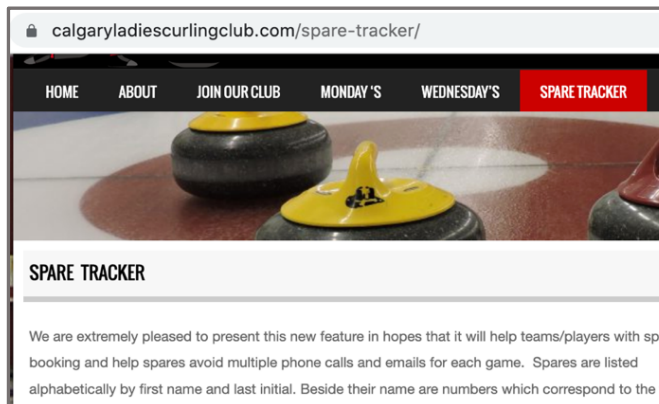 calgaryladiescurlingclub.com/spare-tracker/
HOME ABOUT JOIN OUR CLUB MONDAY 'S WEDNESDAY'S SPARE TRACKER
SPARE TRACKER
We are extremely pleased to present this new feature in hopes that it will help teams/players with sp
booking and help spares avoid multiple phone calls and emails for each game. Spares are listed
alphabetically by first name and last initial. Beside their name are numbers which correspond to the